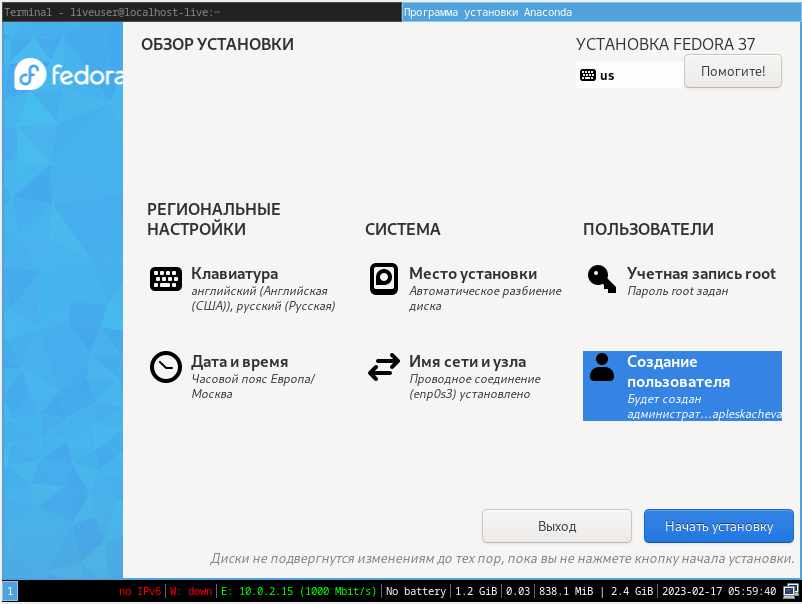 Terminal - liveuser@localhost-live:~
Программа установки Anaconda
fedora
ОБЗОР УСТАНОВКИ
УСТАНОВКА FEDORA 37
us
Помогите!
РЕГИОНАЛЬНЫЕ
НАСТРОЙКИ
Клавиатура
английский (Английская
(США)), русский (Русская)
Дата и время
Часовой пояс Европа/
Москва
СИСТЕМА
Место установки
Автоматическое разбиение
диска
Имя сети и узла
Проводное соединение
(enp0s3) установлено
ПОЛЬЗОВАТЕЛИ
Учетная запись root
Пароль root задан
Создание
пользователя
Будет создан
администрат…apleskacheva
Выход
Начать установку
Диски не подвергнутся изменениям до тех пор, пока вы не нажмете кнопку начала установки.
1
no IPv6 | W: down | E: 10.0.2.15 (1000 Mbit/s) | No battery | 1.2 GiB | 0.03 | 838.1 MiB | 2.4 GiB | 2023-02-17 05:59:40